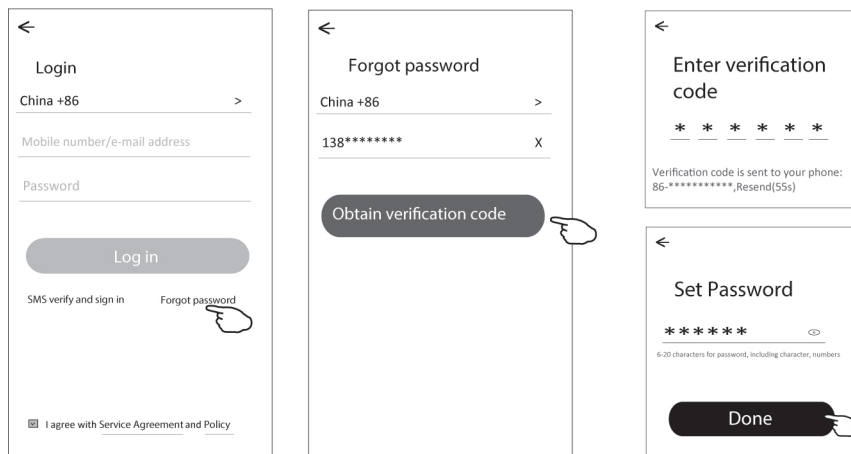 Login
China +86 >
Mobile number/e-mail address
Password
Log in
SMS verify and sign in Forgot password
I agree with Service Agreement and Policy
Forgot password
China +86 >
138******** X
Obtain verification code
Enter verification
code
* * * * * *
Verification code is sent to your phone:
86-***********,Resend(55s)
Set Password
******
6-20 characters for password, including character, numbers
Done